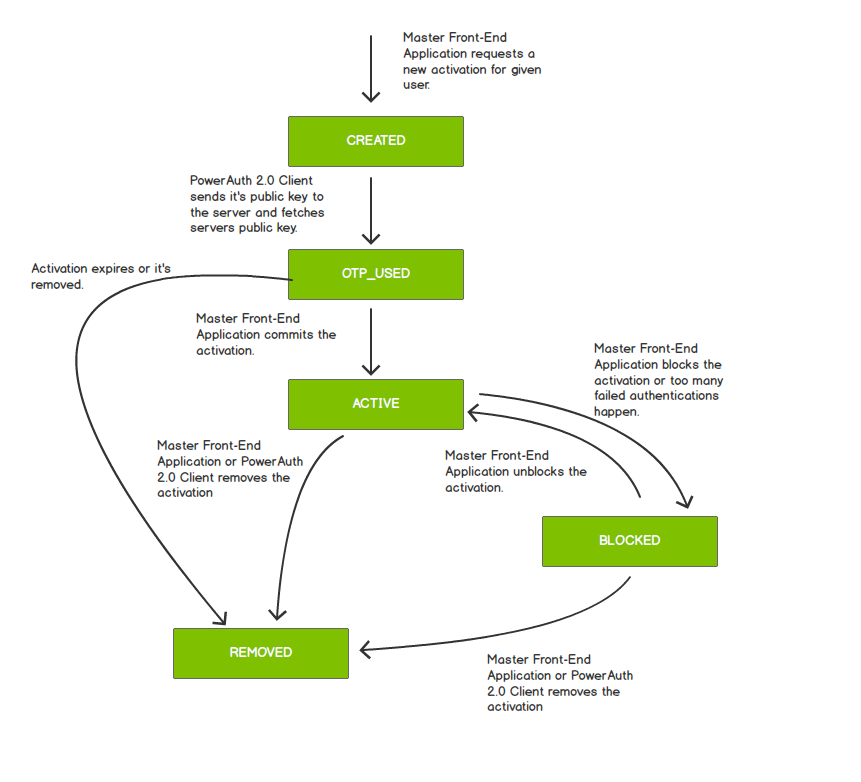 Master Front-End
Application requests a
new activation for given
user.
CREATED
PowerAuth 2.0 Client
sends it's public key to
the server and fetches
servers public key.
OTP_USED
Activation expires or it's
removed.
Master Front-End
Application commits the
activation.
Master Front-End
Application blocks the
activation or too many
failed authentications
happen.
ACTIVE
Master Front-End
Application or PowerAuth
2.0 Client removes the
activation
Master Front-End
Application unblocks the
activation.
BLOCKED
REMOVED
Master Front-End
Application or PowerAuth
2.0 Client removes the
activation